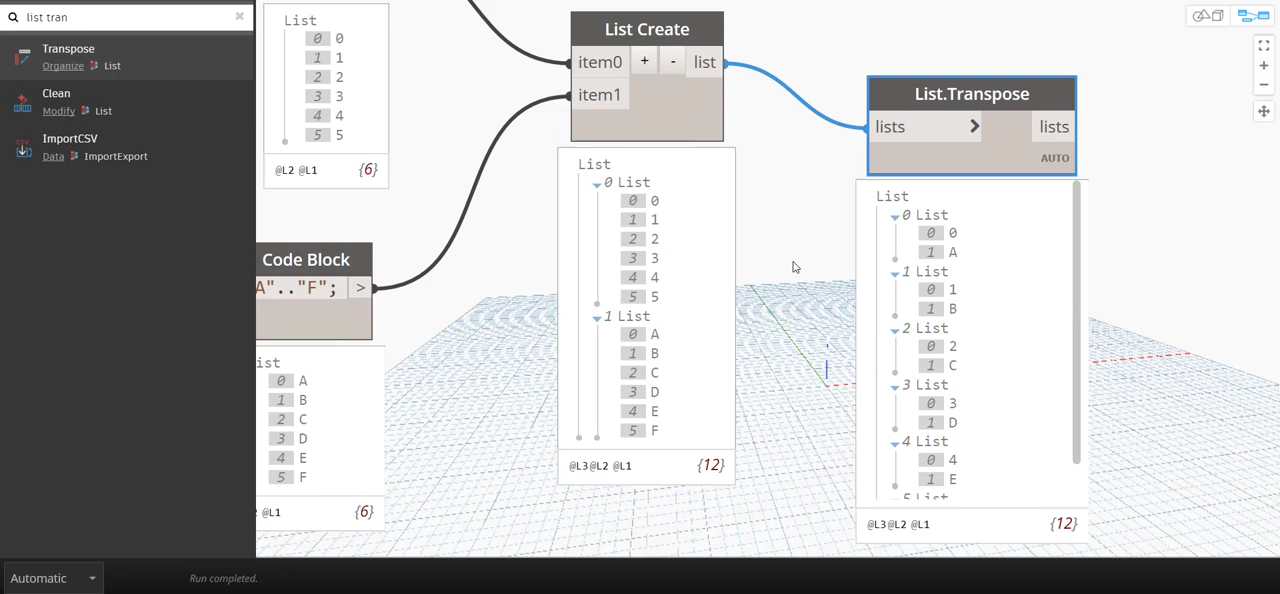 list tran
Transpose
Organize List
Clean
Modify List
ImportCSV
Data ImportExport
List
0 0
1 1
2 2
3 3
4 4
5 5
@L2 @L1 {6}
Code Block
A".."F"; >
ist
0 A
1 B
2 C
3 D
4 E
5 F
@L1 {6}
List Create
item0 + - list
item1
List
0 List
0 0
1 1
2 2
3 3
4 4
5 5
1 List
0 A
1 B
2 C
3 D
4 E
5 F
@L3 @L2 @L1 {12}
List.Transpose
lists > lists
AUTO
List
0 List
0 0
1 A
1 List
0 1
1 B
2 List
0 2
1 C
3 List
0 3
1 D
4 List
0 4
1 E
5 List
@L3 @L2 @L1 {12}
Automatic
Run completed.